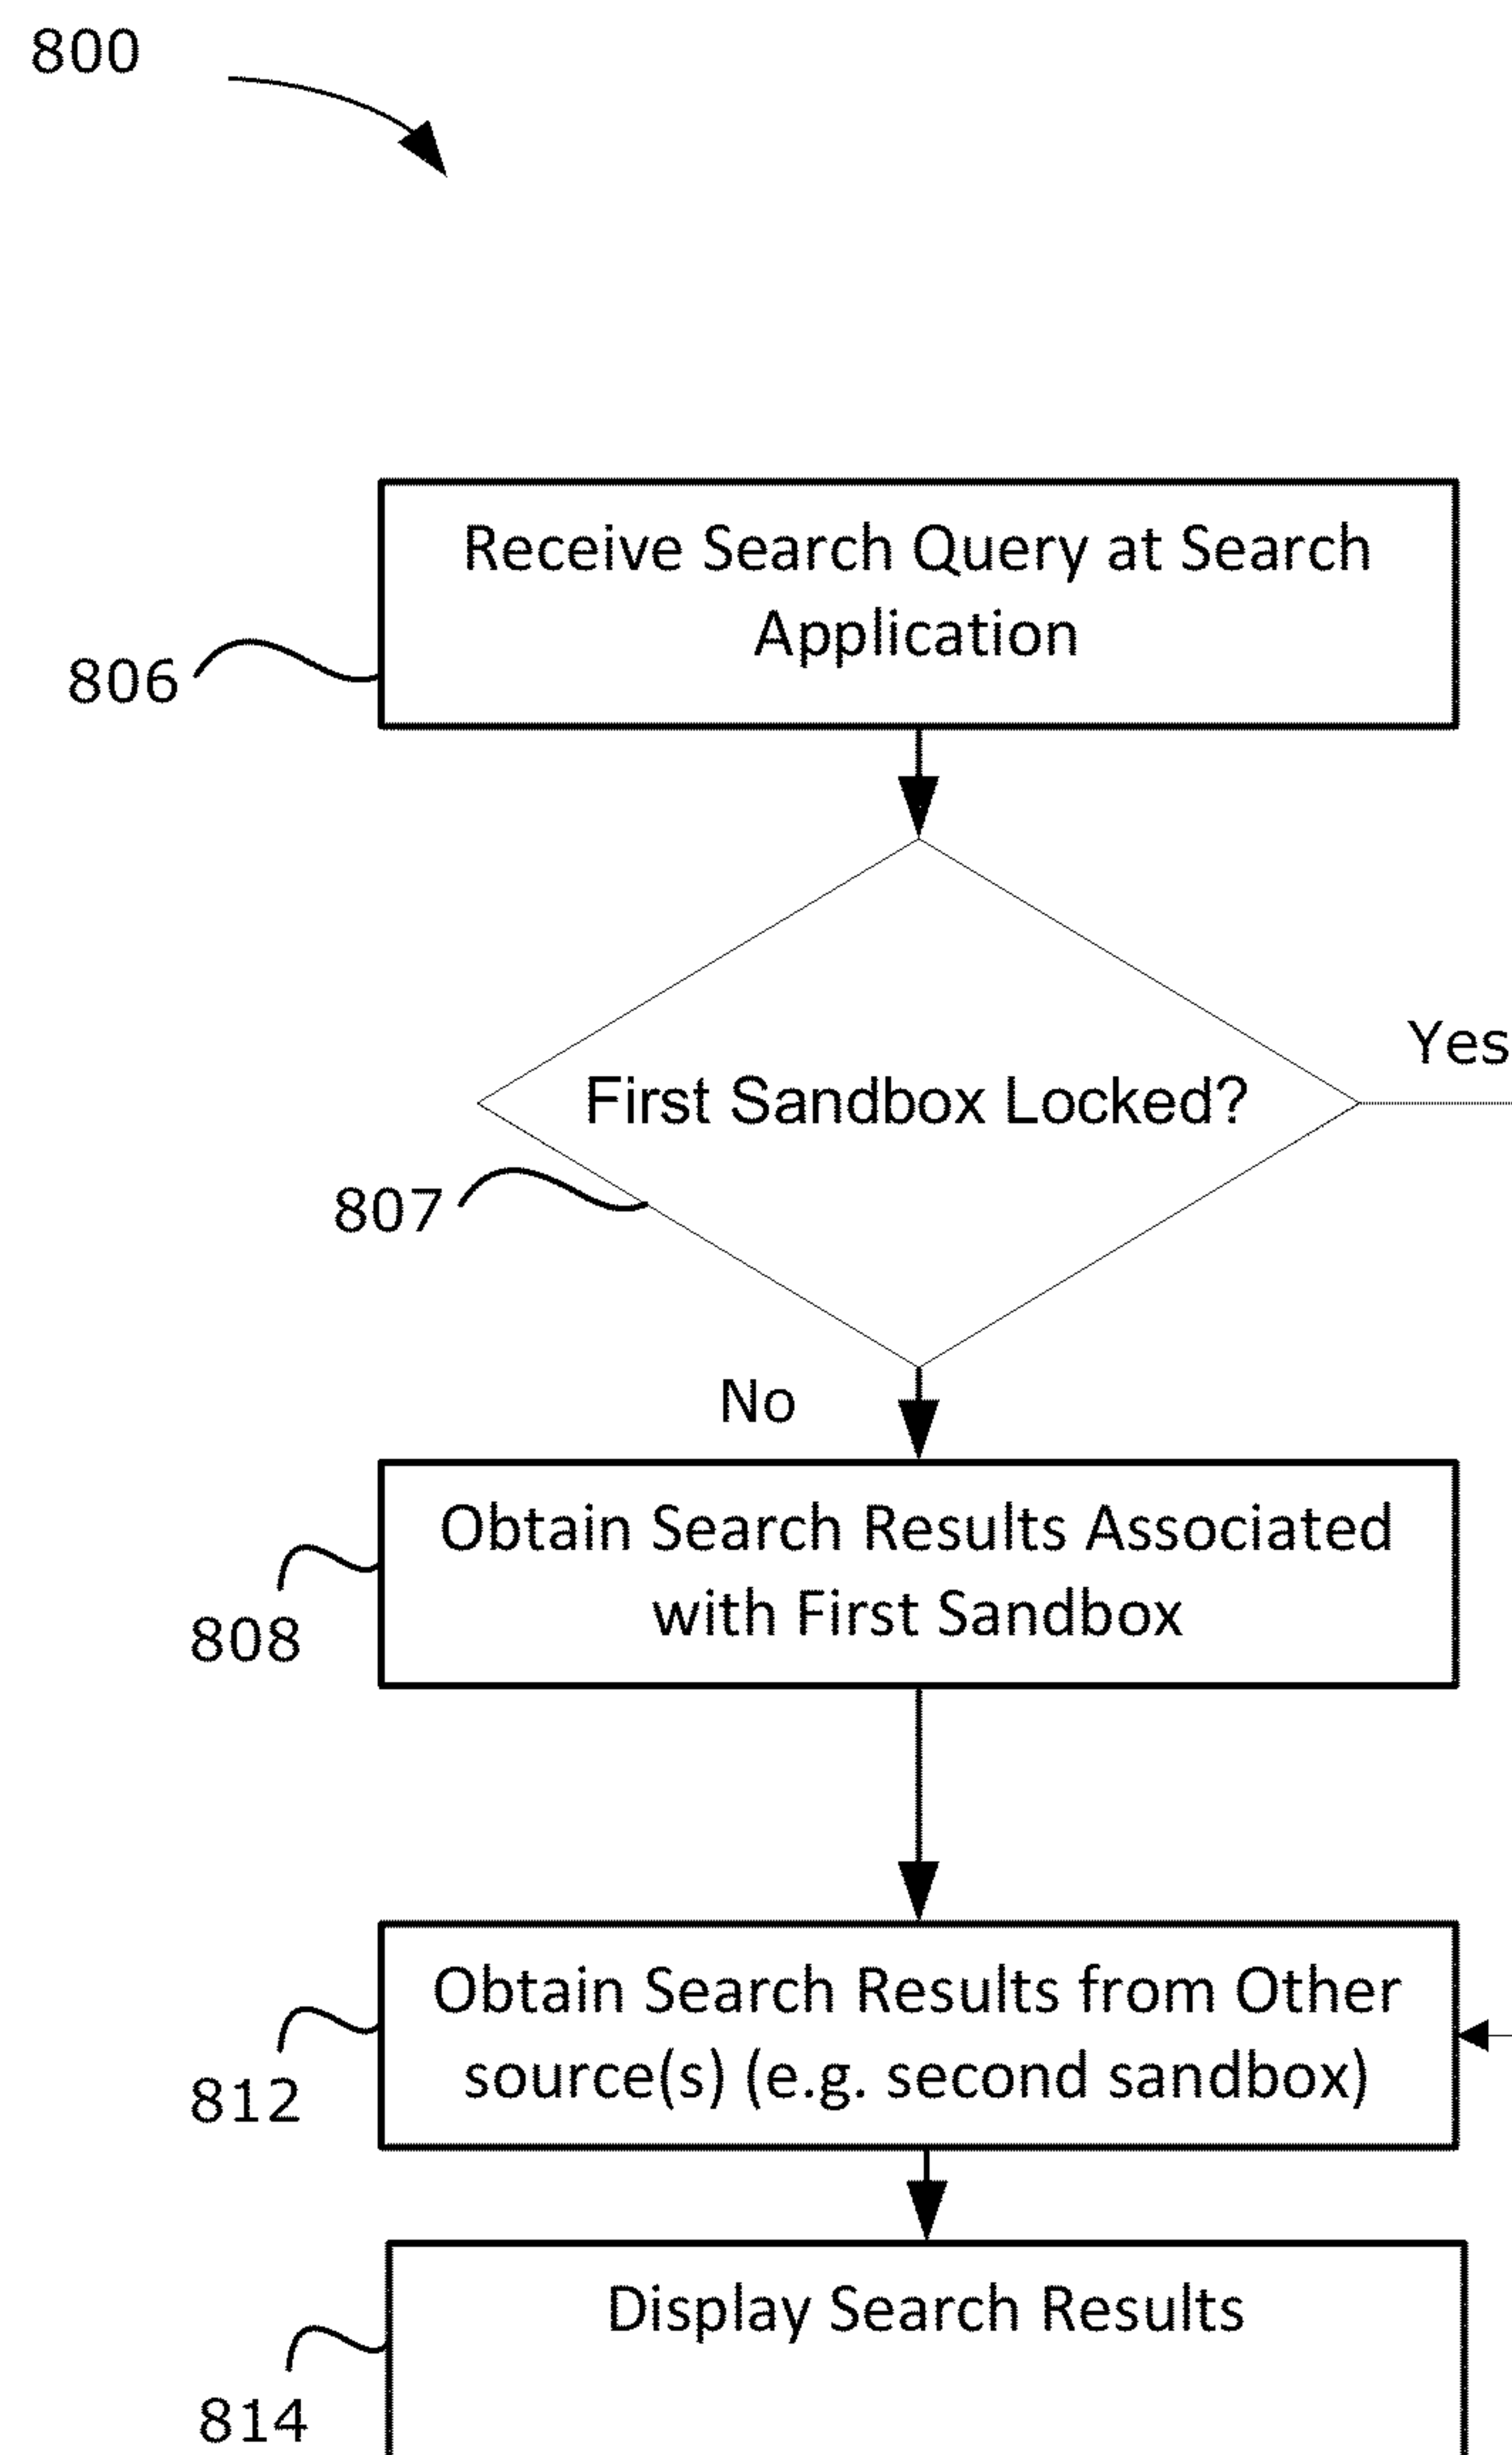 800
Receive Search Query at Search
Application
806
Yes
First Sandbox Locked?
807
No
Obtain Search Results Associated
with First Sandbox
808
Obtain Search Results from Other
source(s) (e.g. second sandbox)
812
Display Search Results
814